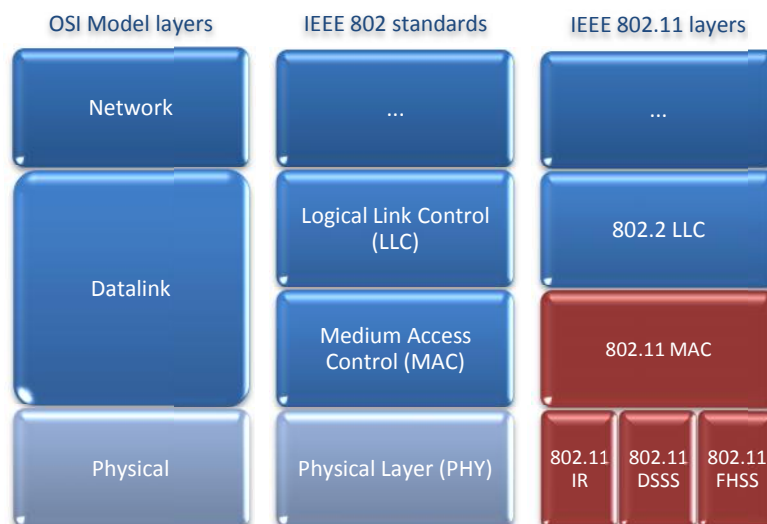 OSI Model layers
IEEE 802 standards
IEEE 802.11 layers
Network
...
...
Datalink
Logical Link Control
(LLC)
802.2 LLC
Medium Access
Control (MAC)
802.11 MAC
Physical
Physical Layer (PHY)
802.11
IR
802.11
DSSS
802.11
FHSS